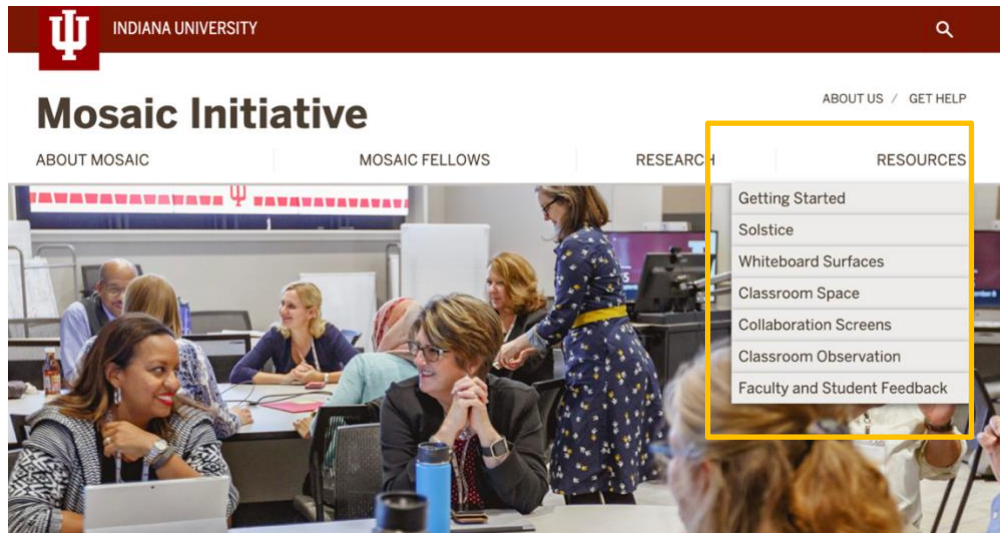 INDIANA UNIVERSITY
Mosaic Initiative
ABOUT US / GET HELP
ABOUT MOSAIC
MOSAIC FELLOWS
RESEARCH
RESOURCES
Getting Started
Solstice
Whiteboard Surfaces
Classroom Space
Collaboration Screens
Classroom Observation
Faculty and Student Feedback